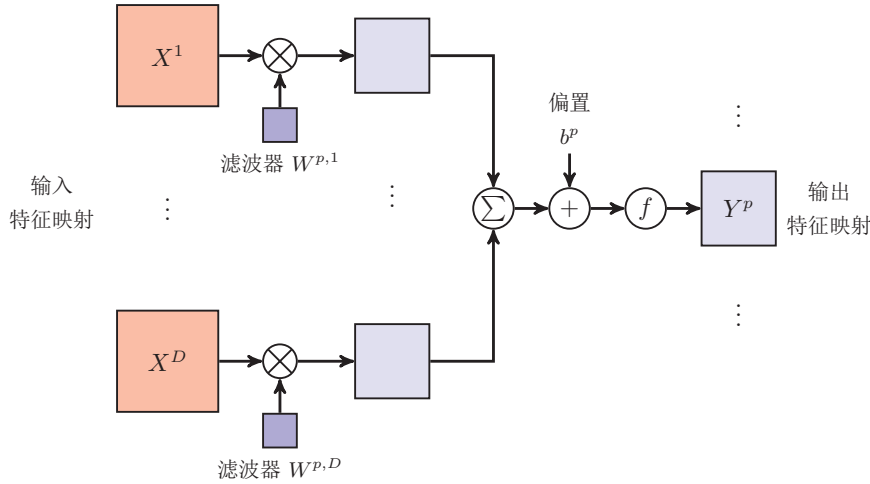 X^1
滤波器 W^{p,1}
输入
特征映射
⋮
⋮
X^D
滤波器 W^{p,D}
∑
偏置
b^p
+
f
⋮
Y^p
⋮
输出
特征映射